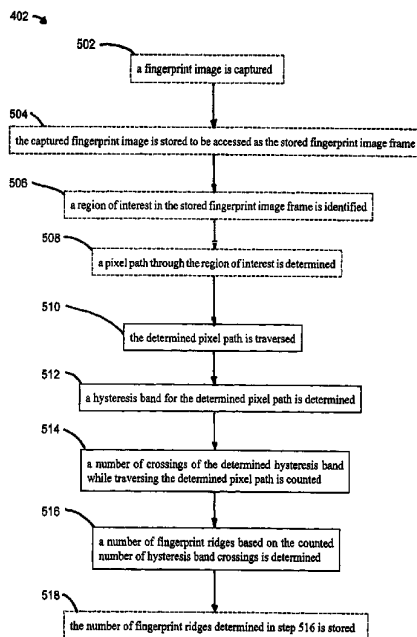 402
502
a fingerprint image is captured
504
the captured fingerprint image is stored to be accessed as the stored fingerprint image frame
506
a region of interest in the stored fingerprint image frame is identified
508
a pixel path through the region of interest is determined
510
the determined pixel path is traversed
512
a hysteresis band for the determined pixel path is determined
514
a number of crossings of the determined hysteresis band
while traversing the determined pixel path is counted
516
a number of fingerprint ridges based on the counted
number of hysteresis band crossings is determined
518
the number of fingerprint ridges determined in step 516 is stored